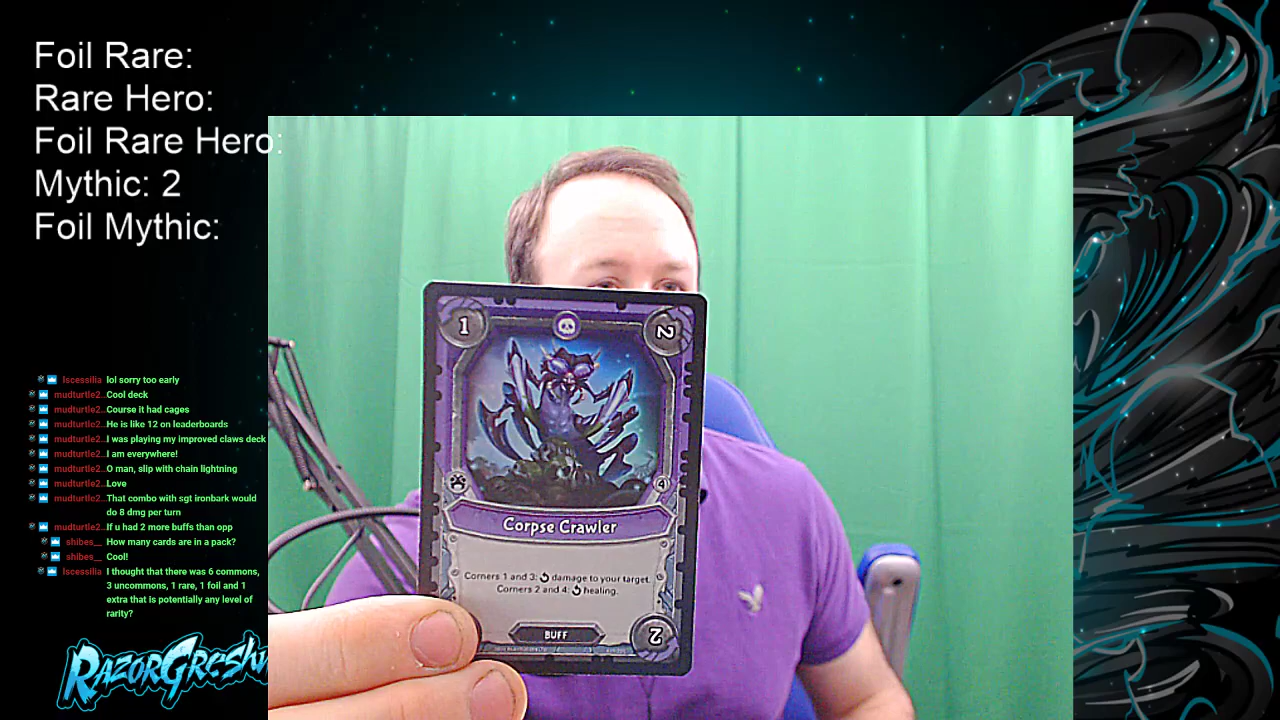 Foil Rare:
Rare Hero:
Foil Rare Hero:
Mythic: 2
Foil Mythic:
Iscessilia lol sorry too early
mudturtle2.. Cool deck
mudturtle2.. Course it had cages
mudturtle2.. He is like 12 on leaderboards
mudturtle2.. I was playing my improved claws deck
mudturtle2.. I am everywhere!
mudturtle2.. O man, slip with chain lightning
mudturtle2.. Love
mudturtle2.. That combo with sgt ironbark would
do 8 dmg per turn
mudturtle2.. If u had 2 more buffs than opp
shibes__ How many cards are in a pack?
shibes__ Cool!
Iscessilia I thought that there was 6 commons,
3 uncommons, 1 rare, 1 foil and 1
extra that is potentially any level of
rarity?
1
2
4
Corpse Crawler
Corners 1 and 3: damage to your target.
Corners 2 and 4: healing.
BUFF
2